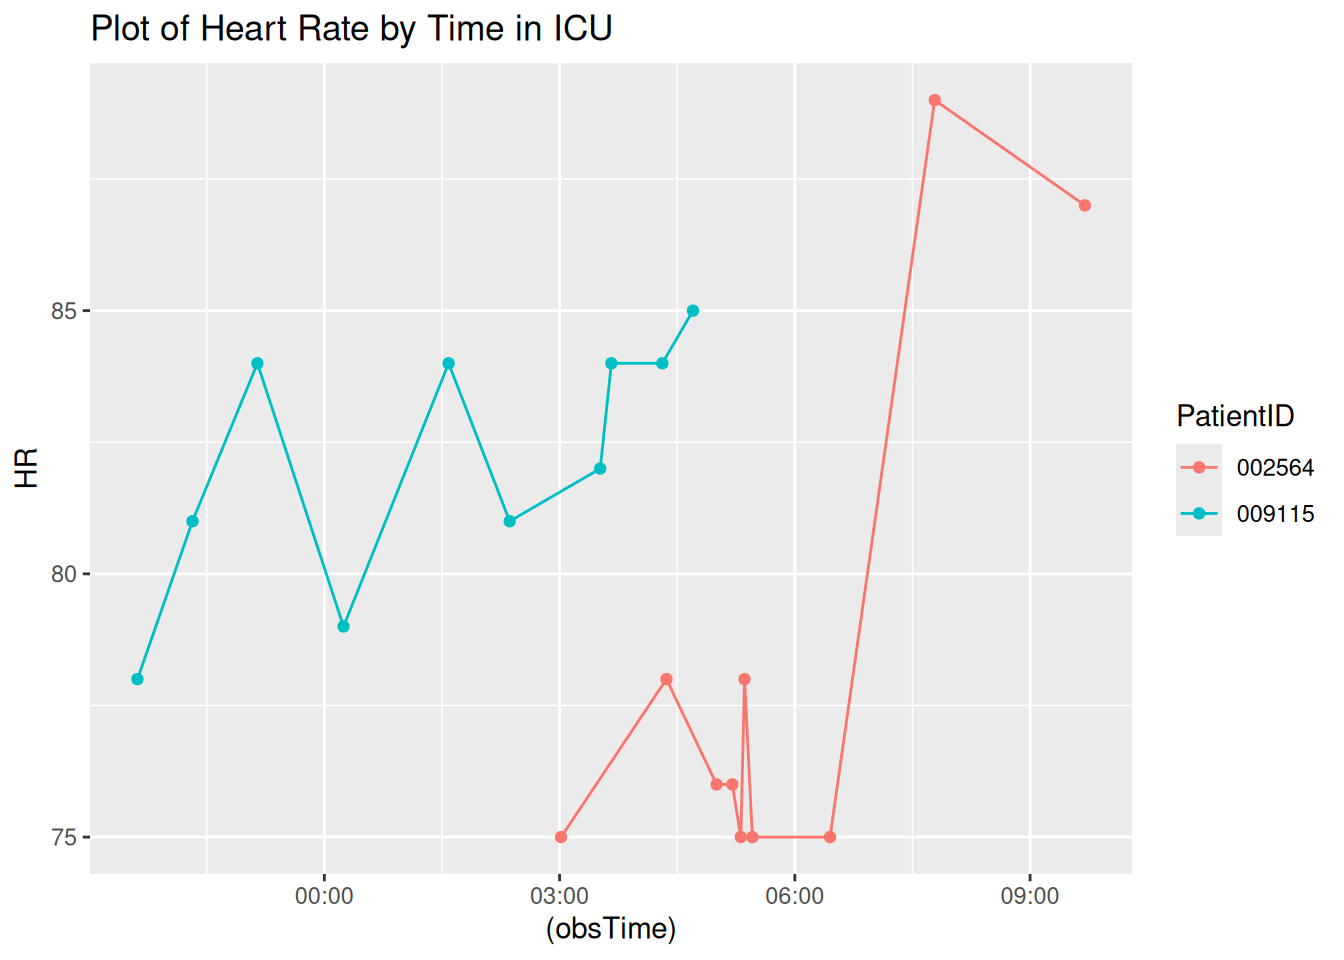 Plot of Heart Rate by Time in ICU
HR
85
80
75
00:00 03:00 06:00 09:00
(obsTime)
PatientID
002564
009115